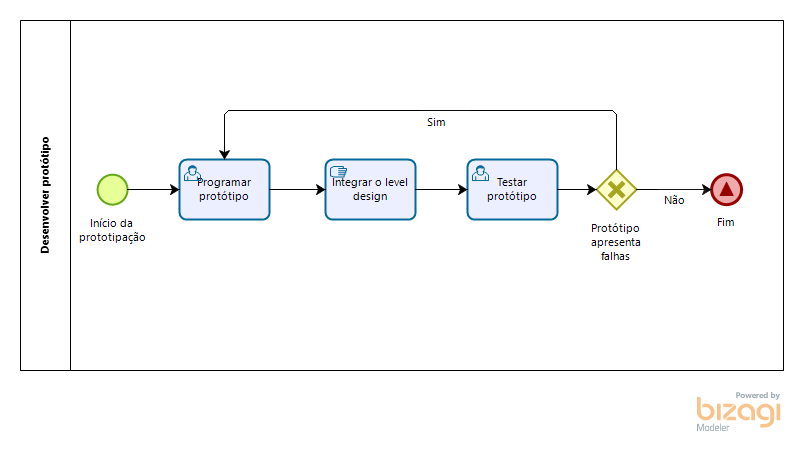 Desenvolver protótipo
Sim
Programar
protótipo
Integrar o level
design
Testar
protótipo
Não
Início da
prototipação
Protótipo
apresenta
falhas
Fim
Powered by
bizagi
Modeler